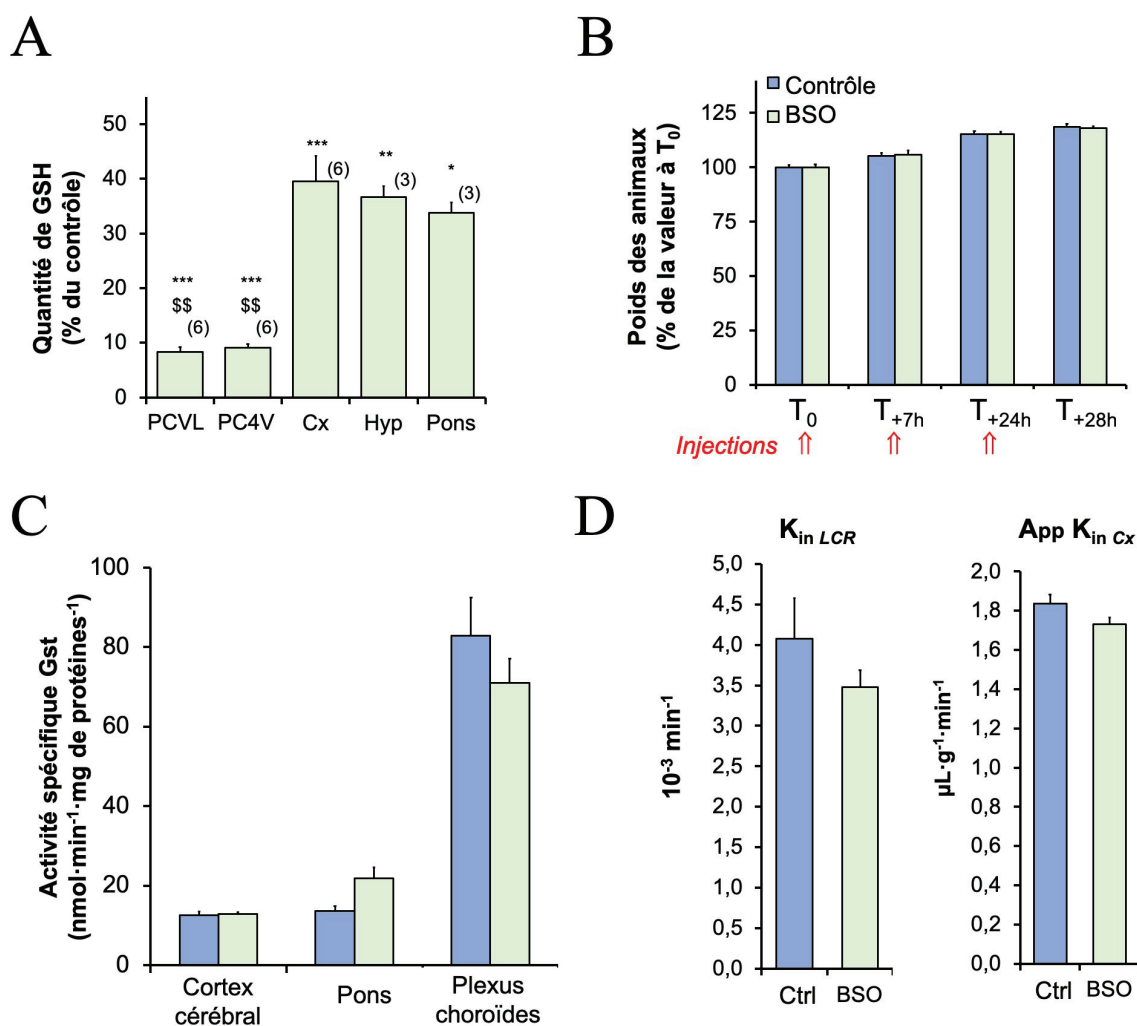 A
Quantité de GSH
(% du contrôle)
50
40
30
20
10
0
***
$$
(6)
***
$$
(6)
***
(6)
**
(3)
*
(3)
PCVL
PC4V
Cx
Hyp
Pons
B
Contrôle
BSO
Poids des animaux
(% de la valeur à T0)
125
100
75
50
25
0
T0
T+7h
T+24h
T+28h
Injections ⇑ ⇑ ⇑
C
Activité spécifique Gst
(nmol·min-1·mg de protéines-1)
100
80
60
40
20
0
Cortex
cérébral
Pons
Plexus
choroïdes
D
Kin LCR
10-3 min-1
5,0
4,5
4,0
3,5
3,0
2,5
2,0
1,5
1,0
0,5
0,0
Ctrl
BSO
App Kin Cx
µL·g-1·min-1
2,0
1,8
1,6
1,4
1,2
1,0
0,8
0,6
0,4
0,2
0,0
Ctrl
BSO